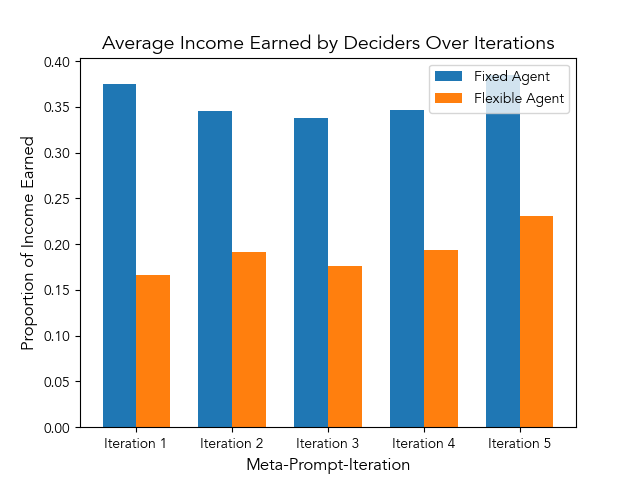 Average Income Earned by Deciders Over Iterations
Fixed Agent
Flexible Agent
Proportion of Income Earned
0.40
0.35
0.30
0.25
0.20
0.15
0.10
0.05
0.00
Iteration 1
Iteration 2
Iteration 3
Iteration 4
Iteration 5
Meta-Prompt-Iteration